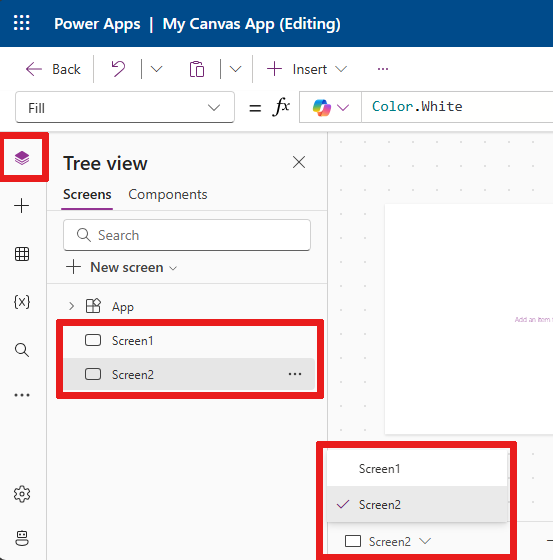 Power Apps | My Canvas App (Editing)
Back
Insert
...
Fill
= fx
Color.White
Tree view
Screens Components
Search
New screen
App
Screen1
Screen2
...
{x}
...
Add an item
Screen1
Screen2
Screen2